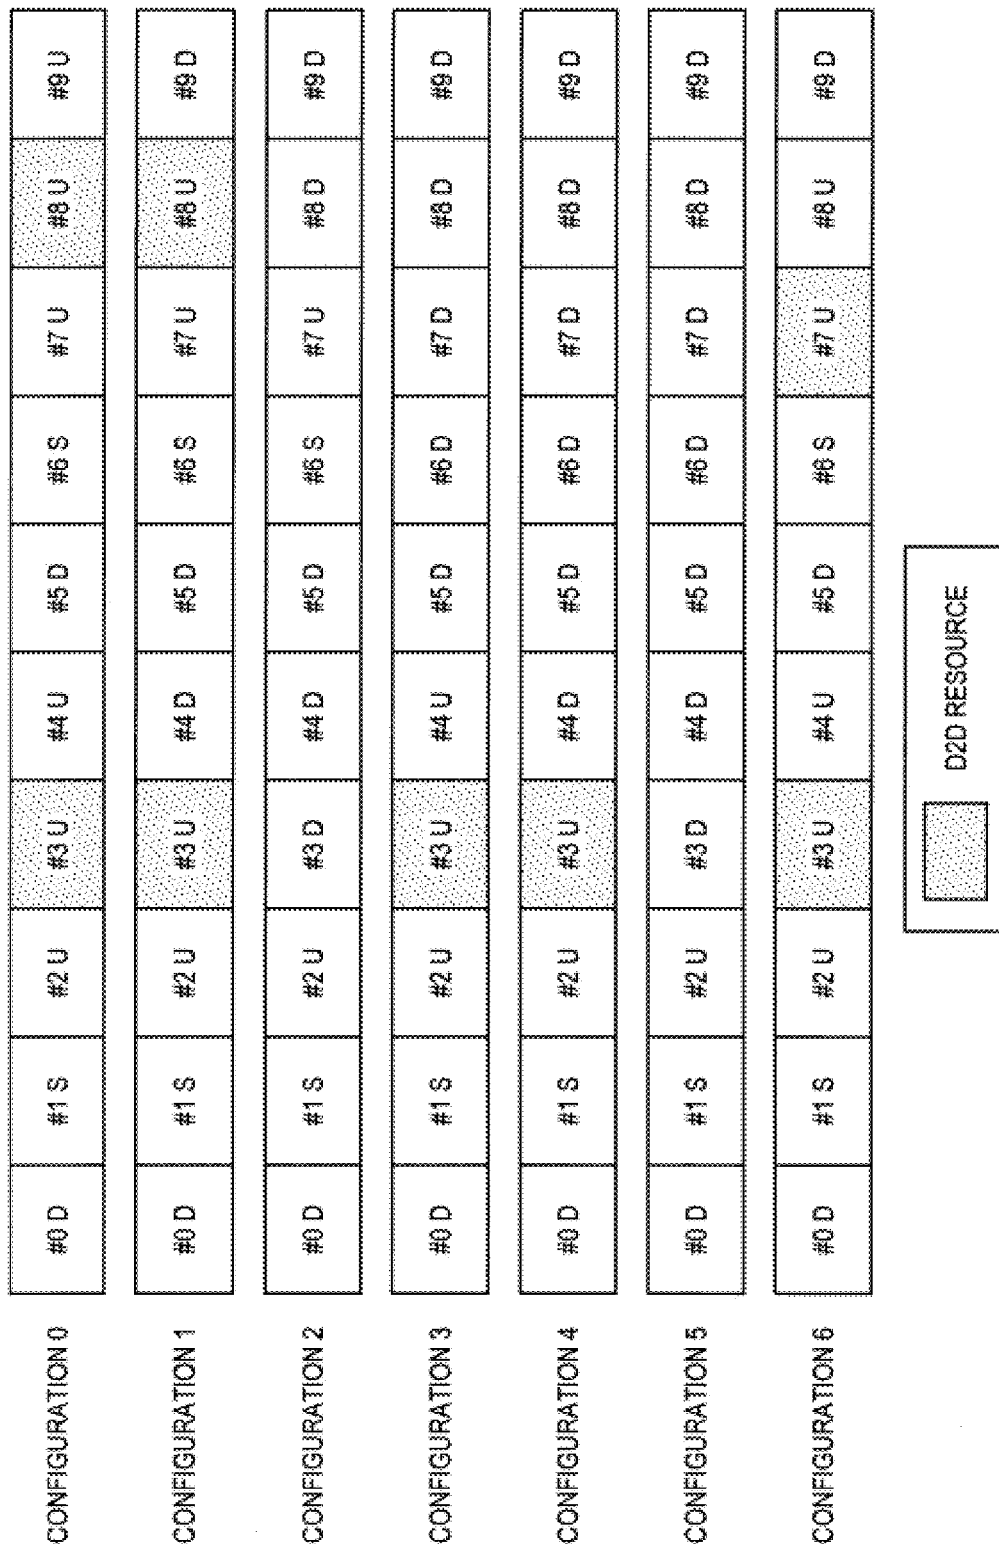 CONFIGURATION 0 #0 D #1 S #2 U #3 U #4 U #5 D #6 S #7 U #8 U #9 U
CONFIGURATION 1 #0 D #1 S #2 U #3 U #4 D #5 D #6 S #7 U #8 U #9 D
CONFIGURATION 2 #0 D #1 S #2 U #3 D #4 D #5 D #6 S #7 U #8 D #9 D
CONFIGURATION 3 #0 D #1 S #2 U #3 U #4 U #5 D #6 D #7 D #8 D #9 D
CONFIGURATION 4 #0 D #1 S #2 U #3 U #4 D #5 D #6 D #7 D #8 D #9 D
CONFIGURATION 5 #0 D #1 S #2 U #3 D #4 D #5 D #6 D #7 D #8 D #9 D
CONFIGURATION 6 #0 D #1 S #2 U #3 U #4 U #5 D #6 S #7 U #8 U #9 D
D2D RESOURCE